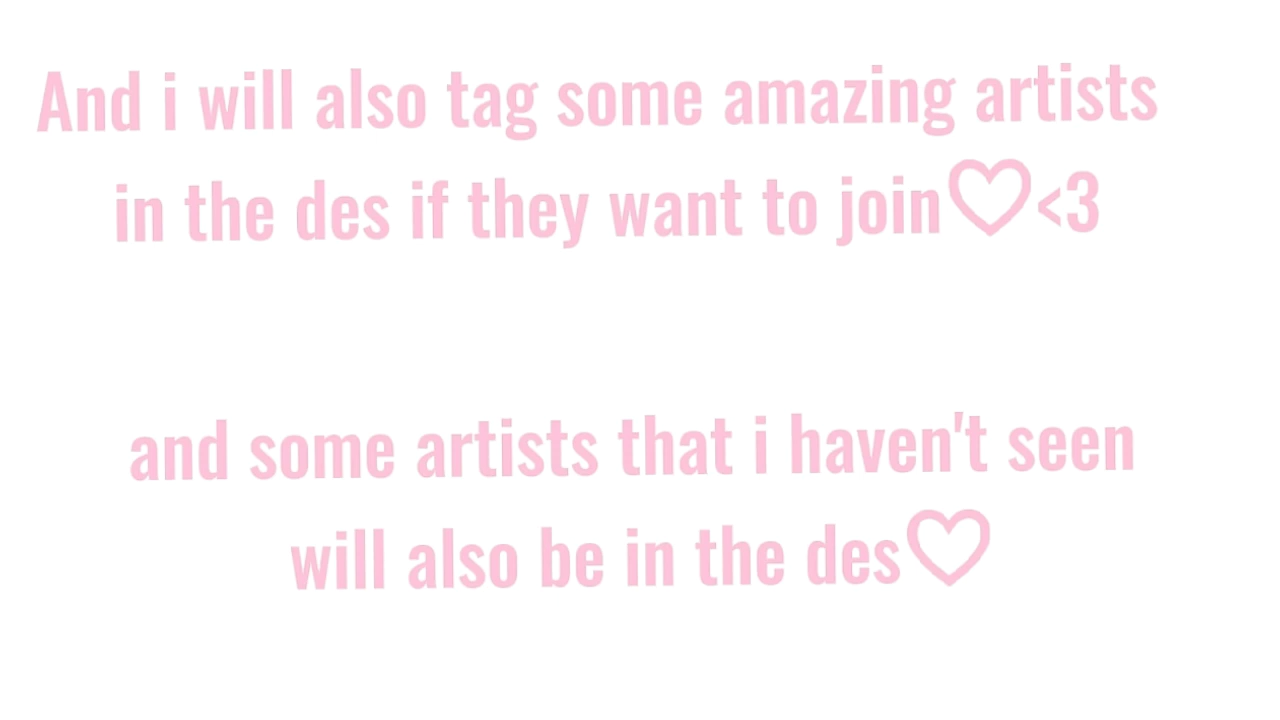 And i will also tag some amazing artists
in the des if they want to join♡<3
and some artists that i haven't seen
will also be in the des♡